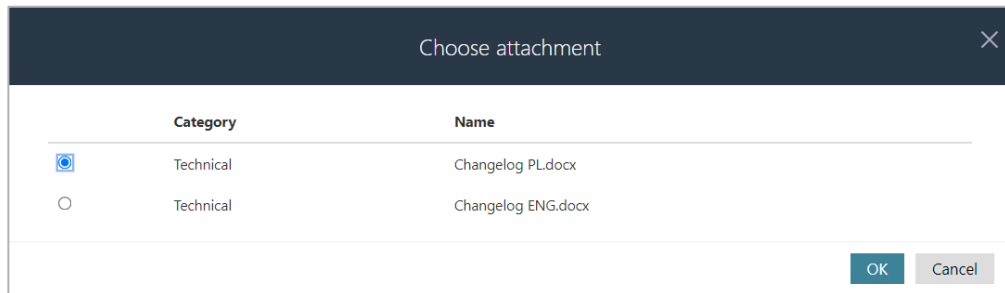 Choose attachment
Category Name
Technical Changelog PL.docx
Technical Changelog ENG.docx
OK Cancel